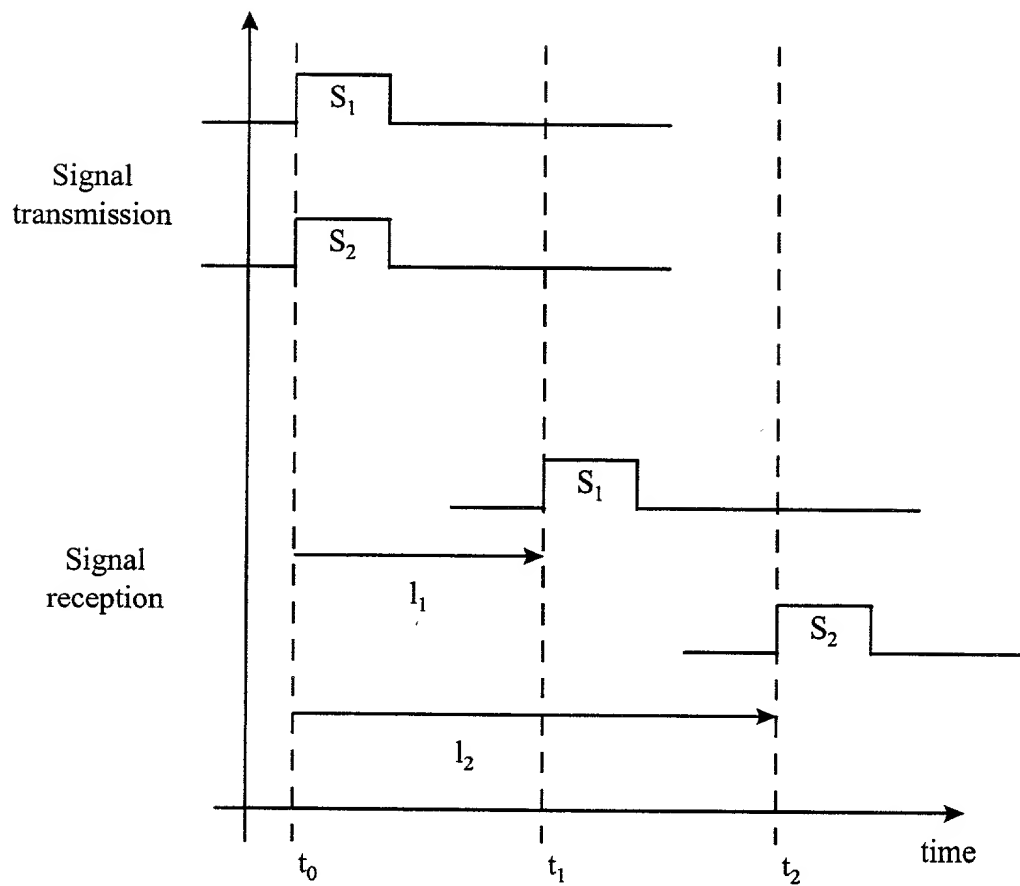 S₁
Signal
transmission
S₂
S₁
Signal
reception
l₁
S₂
l₂
time
t₀
t₁
t₂